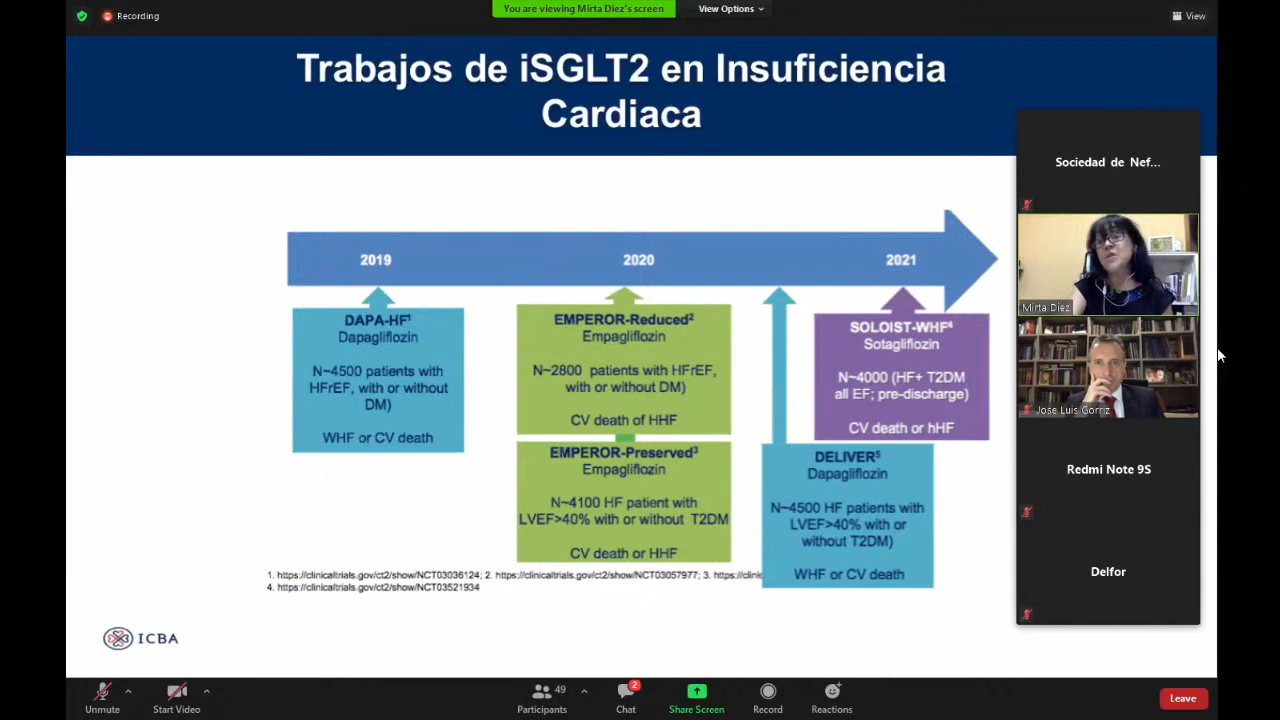 You are viewing Mirta Diez's screen
View Options
Recording
View
Trabajos de iSGLT2 en Insuficiencia
Cardiaca
2019
2020
2021
DAPA-HF¹
Dapagliflozin
N~4500 patients with
HFrEF, with or without
DM)
WHF or CV death
EMPEROR-Reduced²
Empagliflozin
N~2800 patients with HFrEF,
with or without DM)
CV death of HHF
EMPEROR-Preserved³
Empagliflozin
N~4100 HF patient with
LVEF>40% with or without T2DM
CV death or HHF
SOLOIST-WHF⁴
Sotagliflozin
N~4000 (HF+ T2DM
all EF; pre-discharge)
CV death or hHF
DELIVER⁵
Dapagliflozin
N~4500 HF patients with
LVEF>40% with or
without T2DM)
WHF or CV death
1. https://clinicaltrials.gov/ct2/show/NCT03036124; 2. https://clinicaltrials.gov/ct2/show/NCT03057977; 3. https://clinic
4. https://clinicaltrials.gov/ct2/show/NCT03521934
ICBA
Sociedad de Nef...
Mirta Diez
Jose Luis Gorriz
Redmi Note 9S
Delfor
Unmute
Start Video
49
Participants
2
Chat
Share Screen
Record
Reactions
Leave